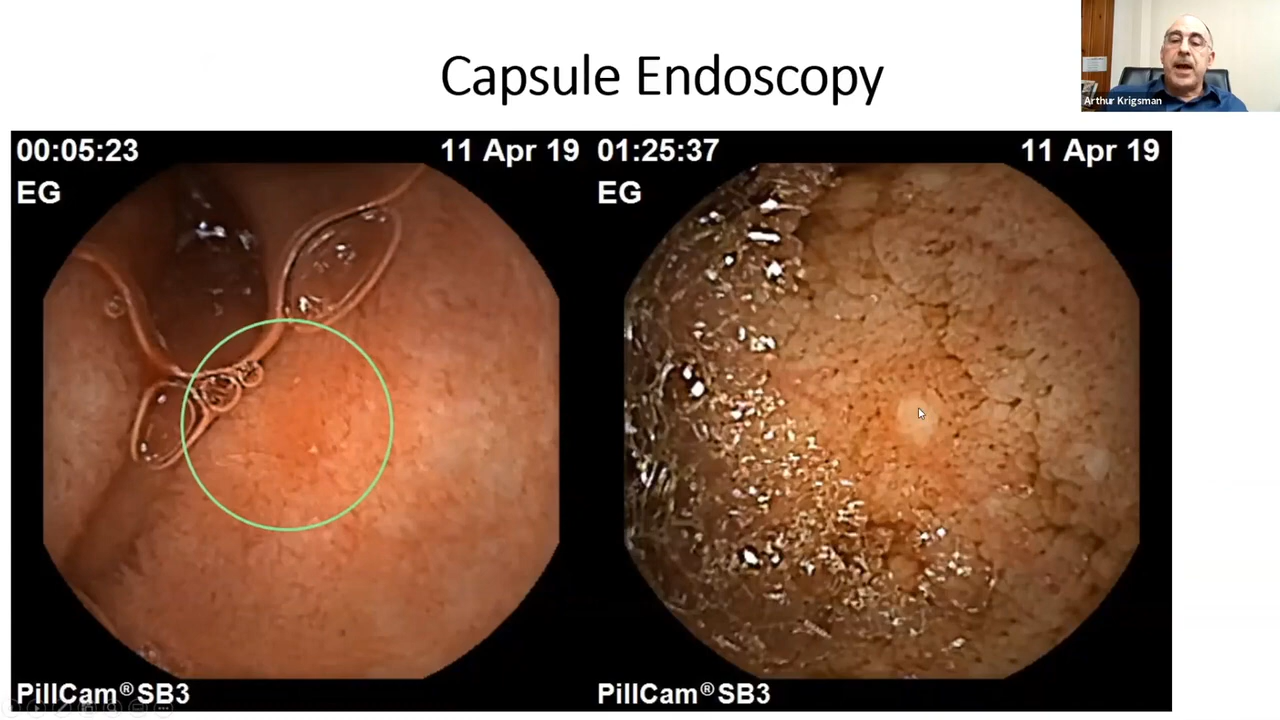 Capsule Endoscopy
Arthur Krigsman
00:05:23
11 Apr 19
EG
PillCam®SB3
01:25:37
11 Apr 19
EG
PillCam®SB3